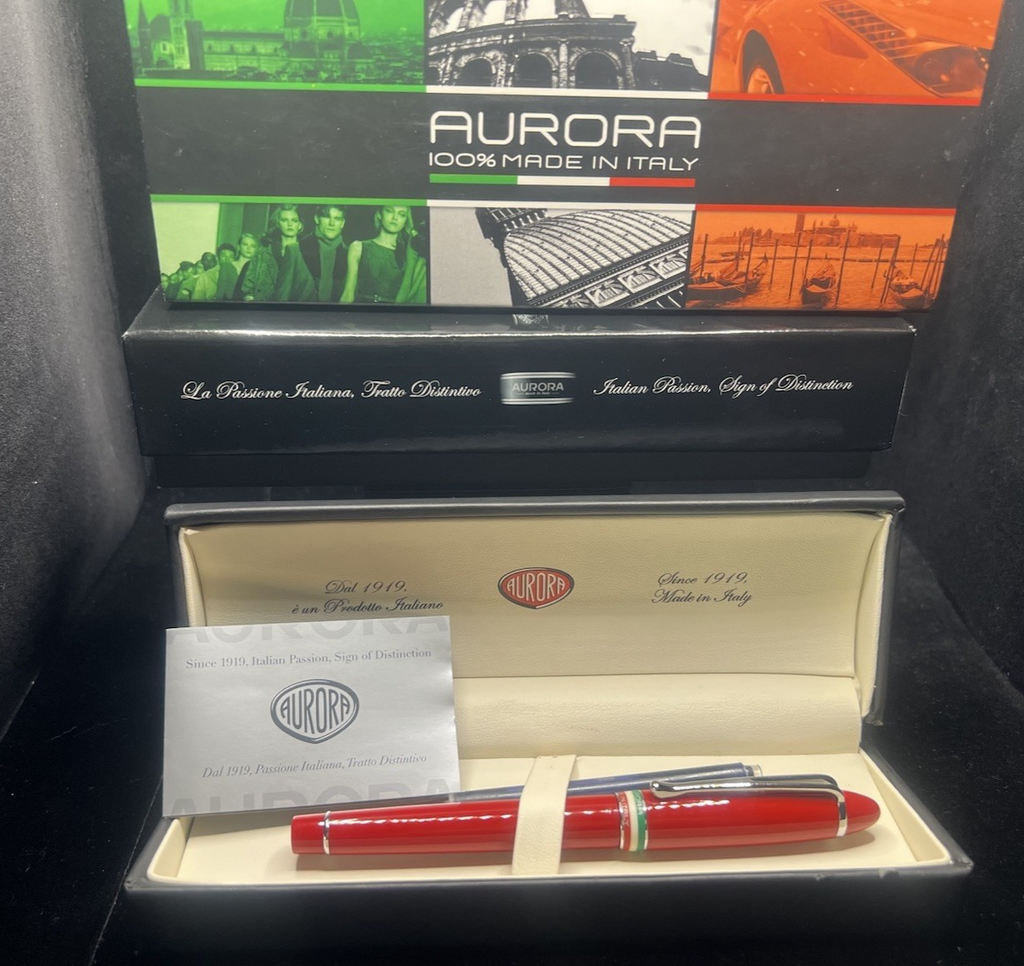 AURORA
100% MADE IN ITALY
La Passione Italiana, Tratto Distintivo
AURORA
Italian Passion, Sign of Distinction
Dal 1919,
è un Prodotto Italiano
AURORA
Since 1919,
Made in Italy
AURORA
Since 1919, Italian Passion, Sign of Distinction
AURORA
Dal 1919, Passione Italiana, Tratto Distintivo
AURORA